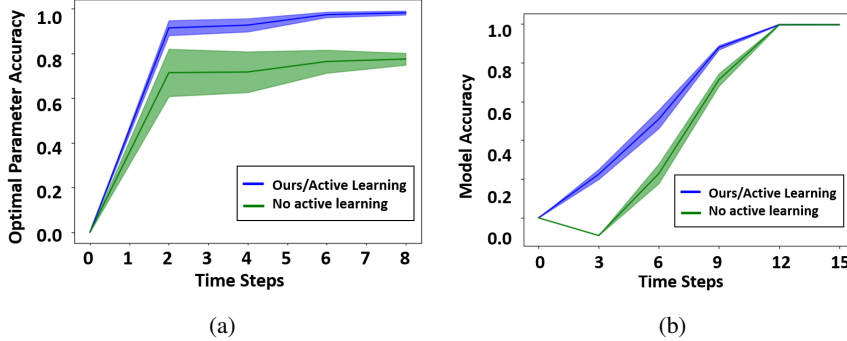 Optimal Parameter Accuracy
1.0
0.8
0.6
0.4
0.2
0.0
Ours/Active Learning
No active learning
0 1 2 3 4 5 6 7 8
Time Steps
(a)
Model Accuracy
1.0
0.8
0.6
0.4
0.2
0.0
Ours/Active Learning
No active learning
0 3 6 9 12 15
Time Steps
(b)